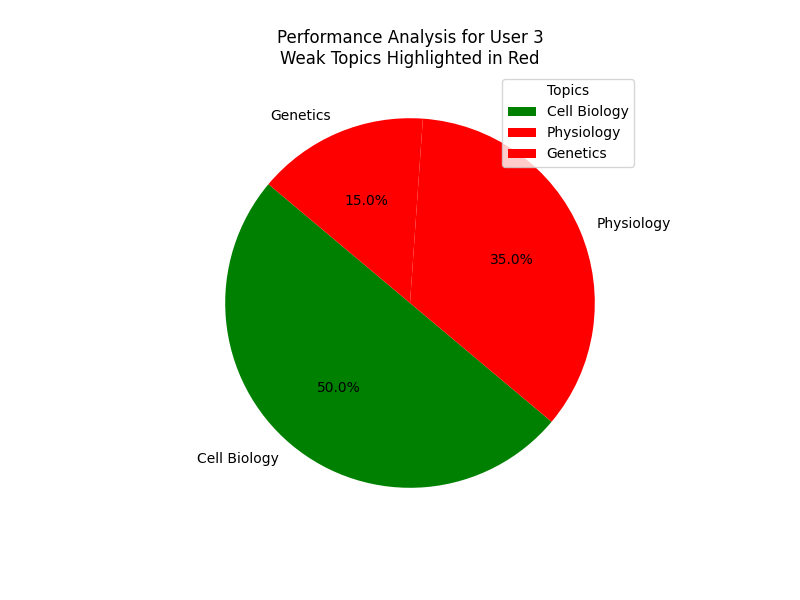 Performance Analysis for User 3
Weak Topics Highlighted in Red
Topics
Cell Biology
Physiology
Genetics
Genetics
15.0%
Physiology
35.0%
50.0%
Cell Biology